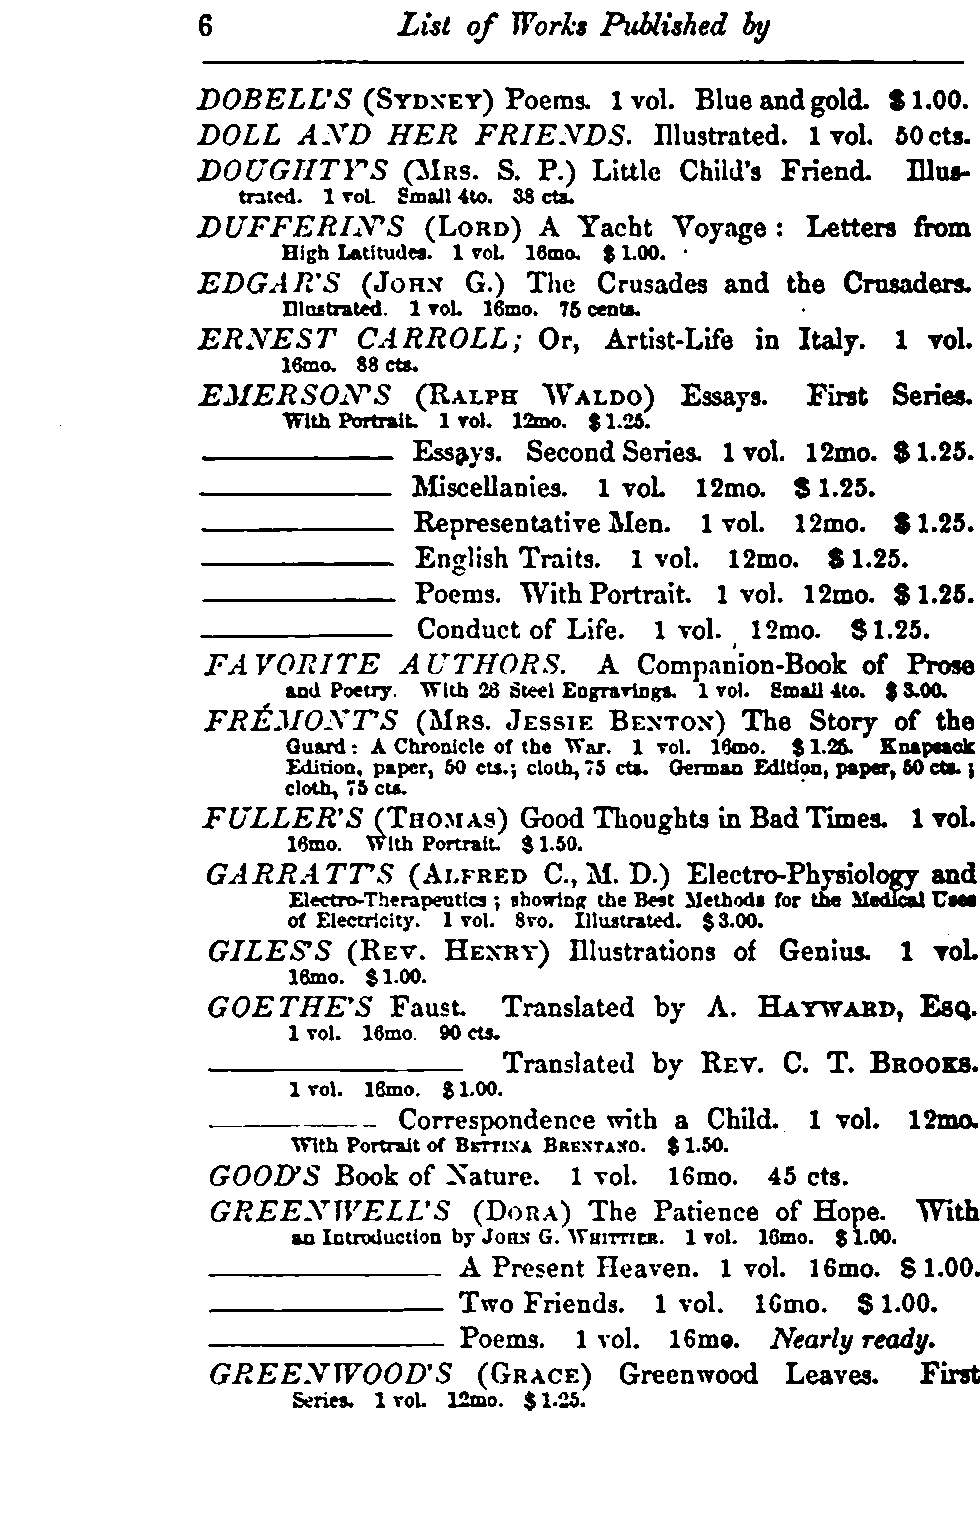 6 List of Works Published by
DOBELL'S (SYDNEY) Poems. 1 vol. Blue and gold. $1.00.
DOLL AND HER FRIENDS. Illustrated. 1 vol. 50 cts.
DOUGHTY'S (MRS. S. P.) Little Child's Friend. Illus-
trated. 1 vol. Small 4to. 38 cts.
DUFFERIN'S (LORD) A Yacht Voyage: Letters from
High Latitudes. 1 vol. 16mo. $1.00.
EDGAR'S (JOHN G.) The Crusades and the Crusaders.
Illustrated. 1 vol. 16mo. 75 cents.
ERNEST CARROLL; Or, Artist-Life in Italy. 1 vol.
16mo. 88 cts.
EMERSON'S (RALPH WALDO) Essays. First Series.
With Portrait. 1 vol. 12mo. $1.25.
——— Essays. Second Series. 1 vol. 12mo. $1.25.
——— Miscellanies. 1 vol. 12mo. $1.25.
——— Representative Men. 1 vol. 12mo. $1.25.
——— English Traits. 1 vol. 12mo. $1.25.
——— Poems. With Portrait. 1 vol. 12mo. $1.25.
——— Conduct of Life. 1 vol. 12mo. $1.25.
FAVORITE AUTHORS. A Companion-Book of Prose
and Poetry. With 26 Steel Engravings. 1 vol. Small 4to. $3.00.
FRÉMONT'S (MRS. JESSIE BENTON) The Story of the
Guard: A Chronicle of the War. 1 vol. 16mo. $1.25. Knapsack
Edition, paper, 50 cts.; cloth, 75 cts. German Edition, paper, 50 cts.;
cloth, 75 cts.
FULLER'S (THOMAS) Good Thoughts in Bad Times. 1 vol.
16mo. With Portrait. $1.50.
GARRATT'S (ALFRED C., M. D.) Electro-Physiology and
Electro-Therapeutics; showing the Best Methods for the Medical Uses
of Electricity. 1 vol. 8vo. Illustrated. $3.00.
GILES'S (REV. HENRY) Illustrations of Genius. 1 vol.
16mo. $1.00.
GOETHE'S Faust. Translated by A. HAYWARD, ESQ.
1 vol. 16mo. 90 cts.
——— Translated by REV. C. T. BROOKS.
1 vol. 16mo. $1.00.
——— Correspondence with a Child. 1 vol. 12mo.
With Portrait of BETTINA BRENTANO. $1.50.
GOOD'S Book of Nature. 1 vol. 16mo. 45 cts.
GREENWELL'S (DORA) The Patience of Hope. With
an Introduction by JOHN G. WHITTIER. 1 vol. 16mo. $1.00.
——— A Present Heaven. 1 vol. 16mo. $1.00.
——— Two Friends. 1 vol. 16mo. $1.00.
——— Poems. 1 vol. 16mo. Nearly ready.
GREENWOOD'S (GRACE) Greenwood Leaves. First
Series. 1 vol. 12mo. $1.25.